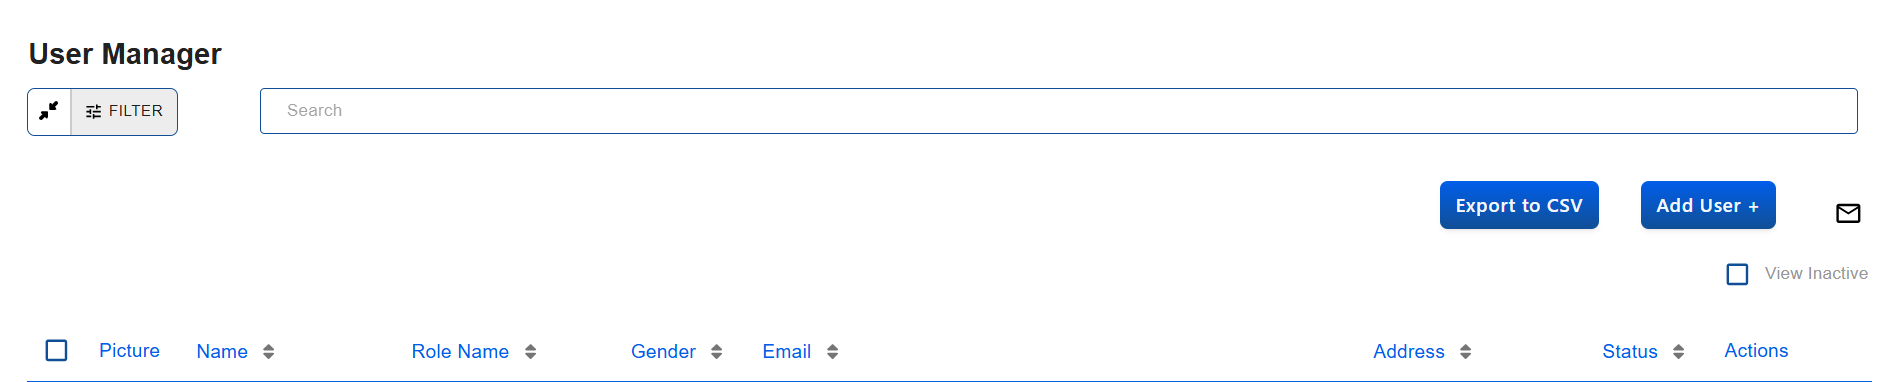 User Manager
FILTER
Search
Export to CSV
Add User +
View Inactive
Picture Name Role Name Gender Email Address Status Actions